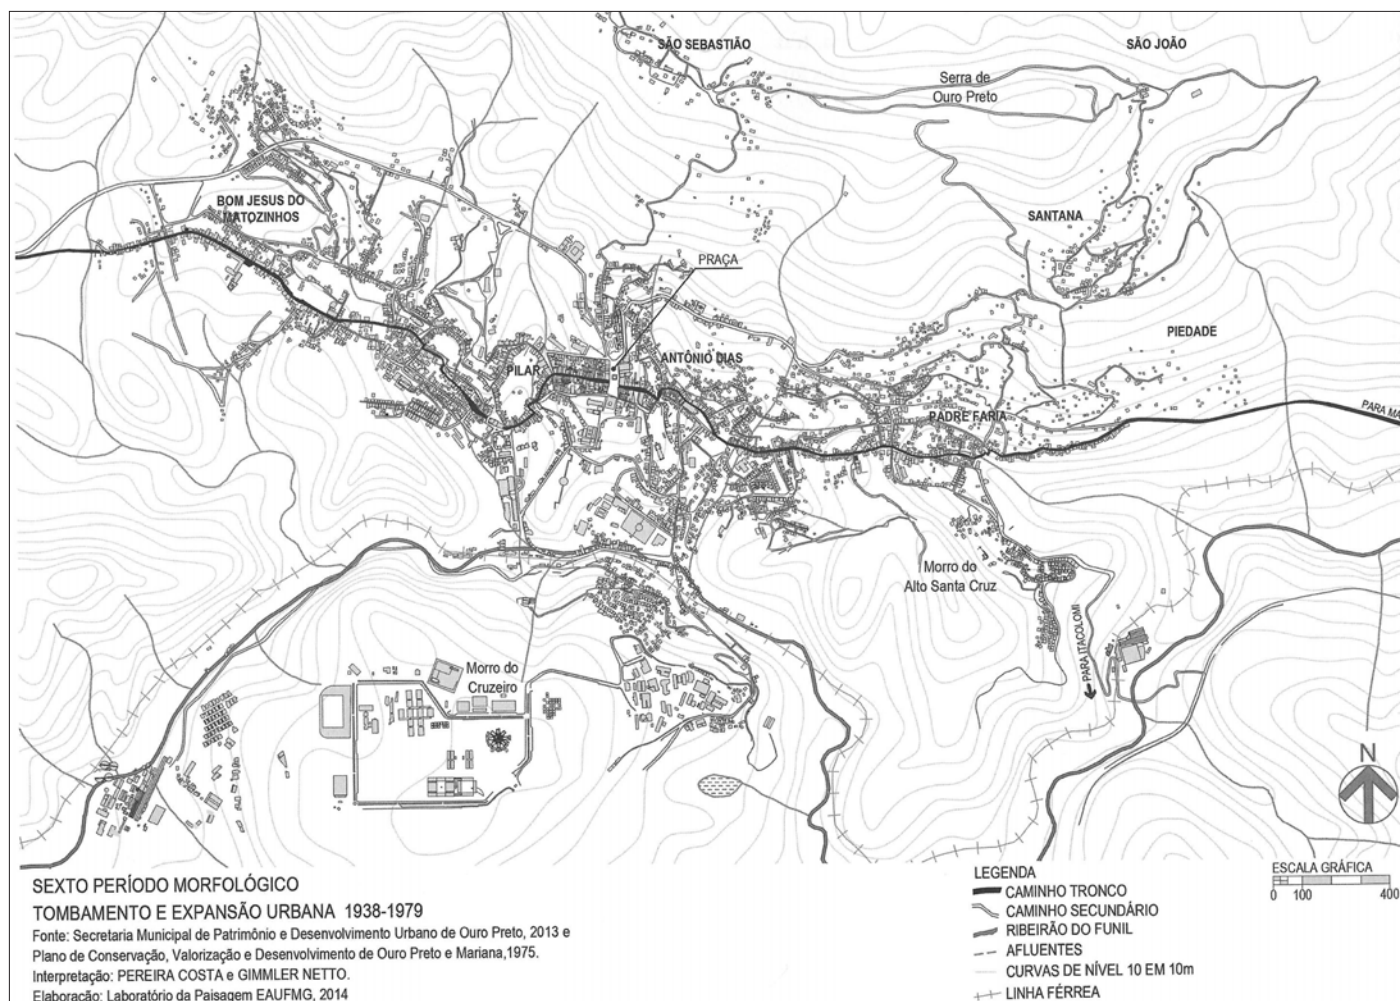 SÃO SEBASTIÃO
SÃO JOÃO
Serra de
Ouro Preto
BOM JESUS DO
MATOZINHOS
SANTANA
PRAÇA
PIEDADE
PILAR
ANTÔNIO DIAS
PADRE FARIA
PARA MA
Morro do
Alto Santa Cruz
PARA ITACOLOMI
Morro do
Cruzeiro
N
SEXTO PERÍODO MORFOLÓGICO
TOMBAMENTO E EXPANSÃO URBANA 1938-1979
Fonte: Secretaria Municipal de Patrimônio e Desenvolvimento Urbano de Ouro Preto, 2013 e
Plano de Conservação, Valorização e Desenvolvimento de Ouro Preto e Mariana,1975.
Interpretação: PEREIRA COSTA e GIMMLER NETTO.
Elaboração: Laboratório da Paisagem EAUFMG, 2014
LEGENDA
CAMINHO TRONCO
CAMINHO SECUNDÁRIO
RIBEIRÃO DO FUNIL
AFLUENTES
CURVAS DE NÍVEL 10 EM 10m
LINHA FÉRREA
ESCALA GRÁFICA
0 100 400